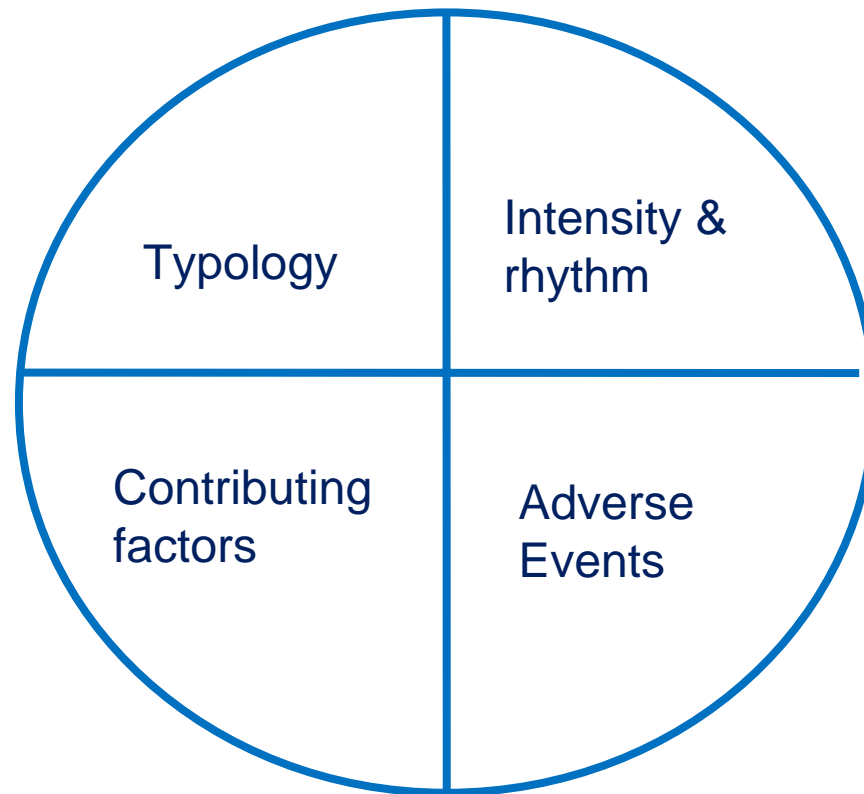 Typology
Intensity &
rhythm
Contributing
factors
Adverse
Events